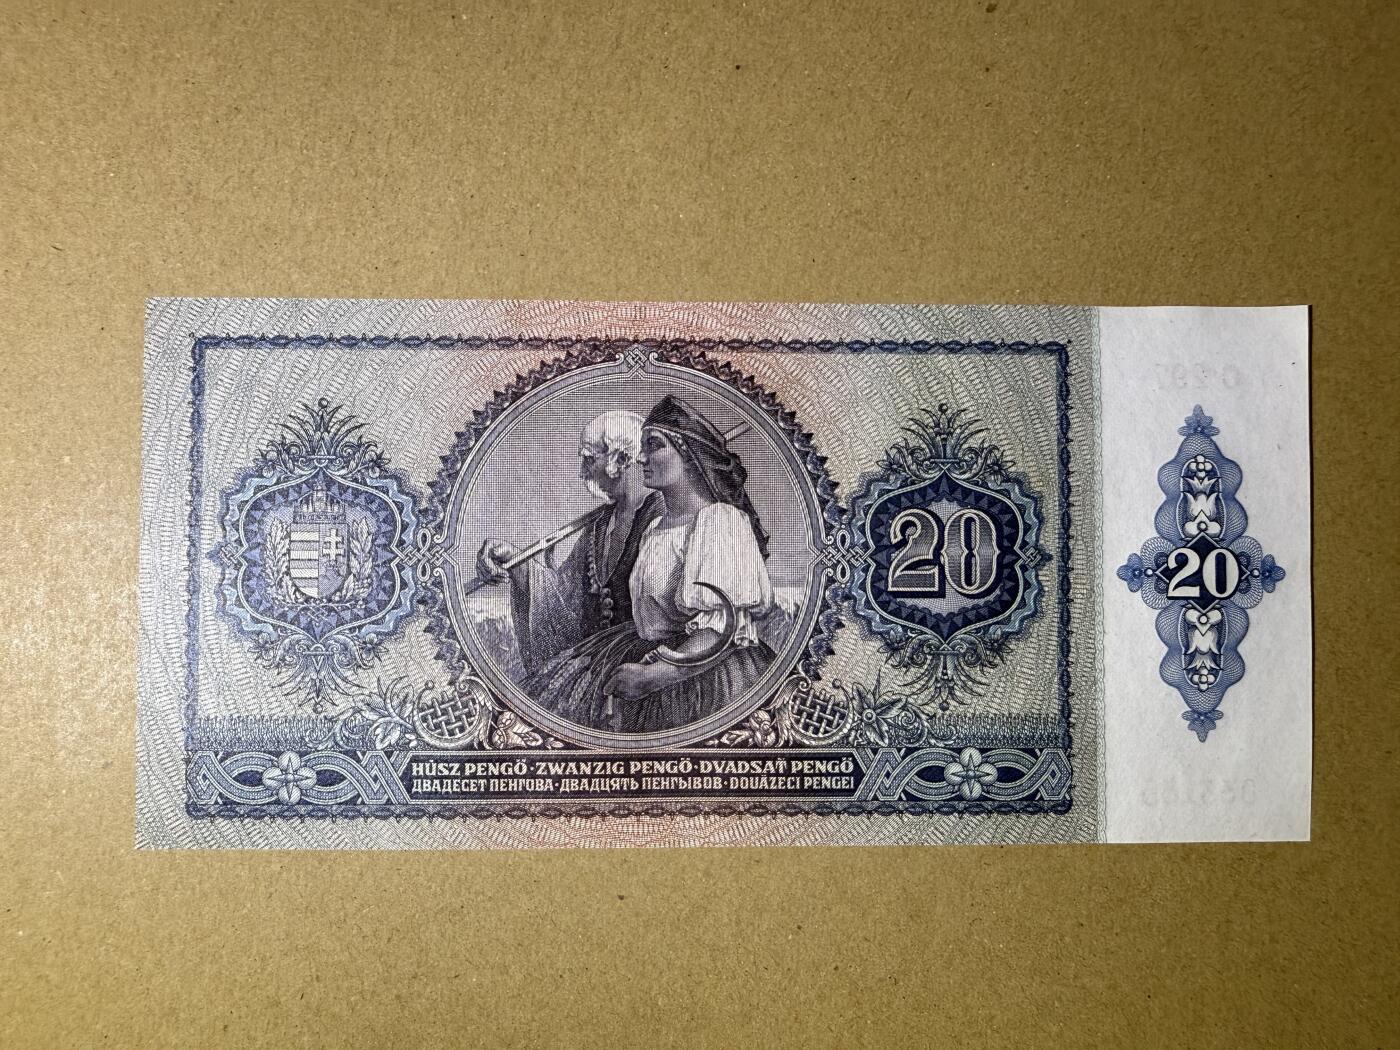 20
20
HÚSZ PENGŐ · ZWANZIG PENGŐ · DVADSAŤ PENGŐ
ДВАДЕСЕТ ПЕНГОВА · ДВАДЦЯТЬ ПЕНГЫВОВ · DOUĂZECI PENGEI